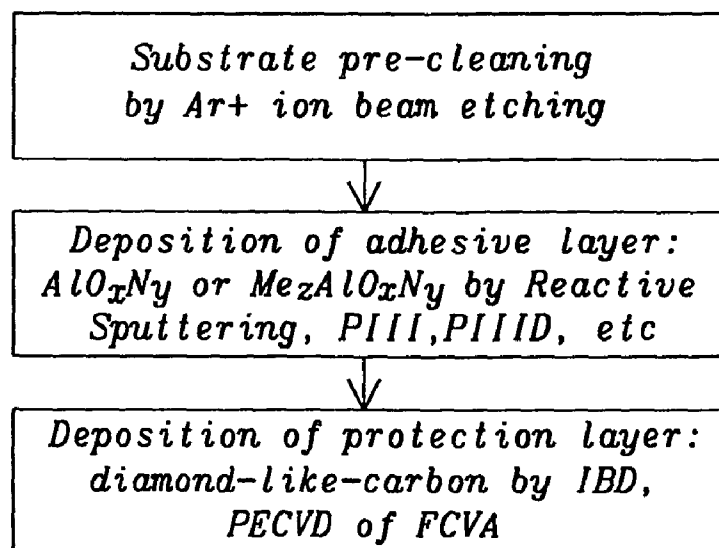 Substrate pre-cleaning
by Ar+ ion beam etching
Deposition of adhesive layer:
AlOxNy or MezAlOxNy by Reactive
Sputtering, PIII,PIIID, etc
Deposition of protection layer:
diamond-like-carbon by IBD,
PECVD of FCVA